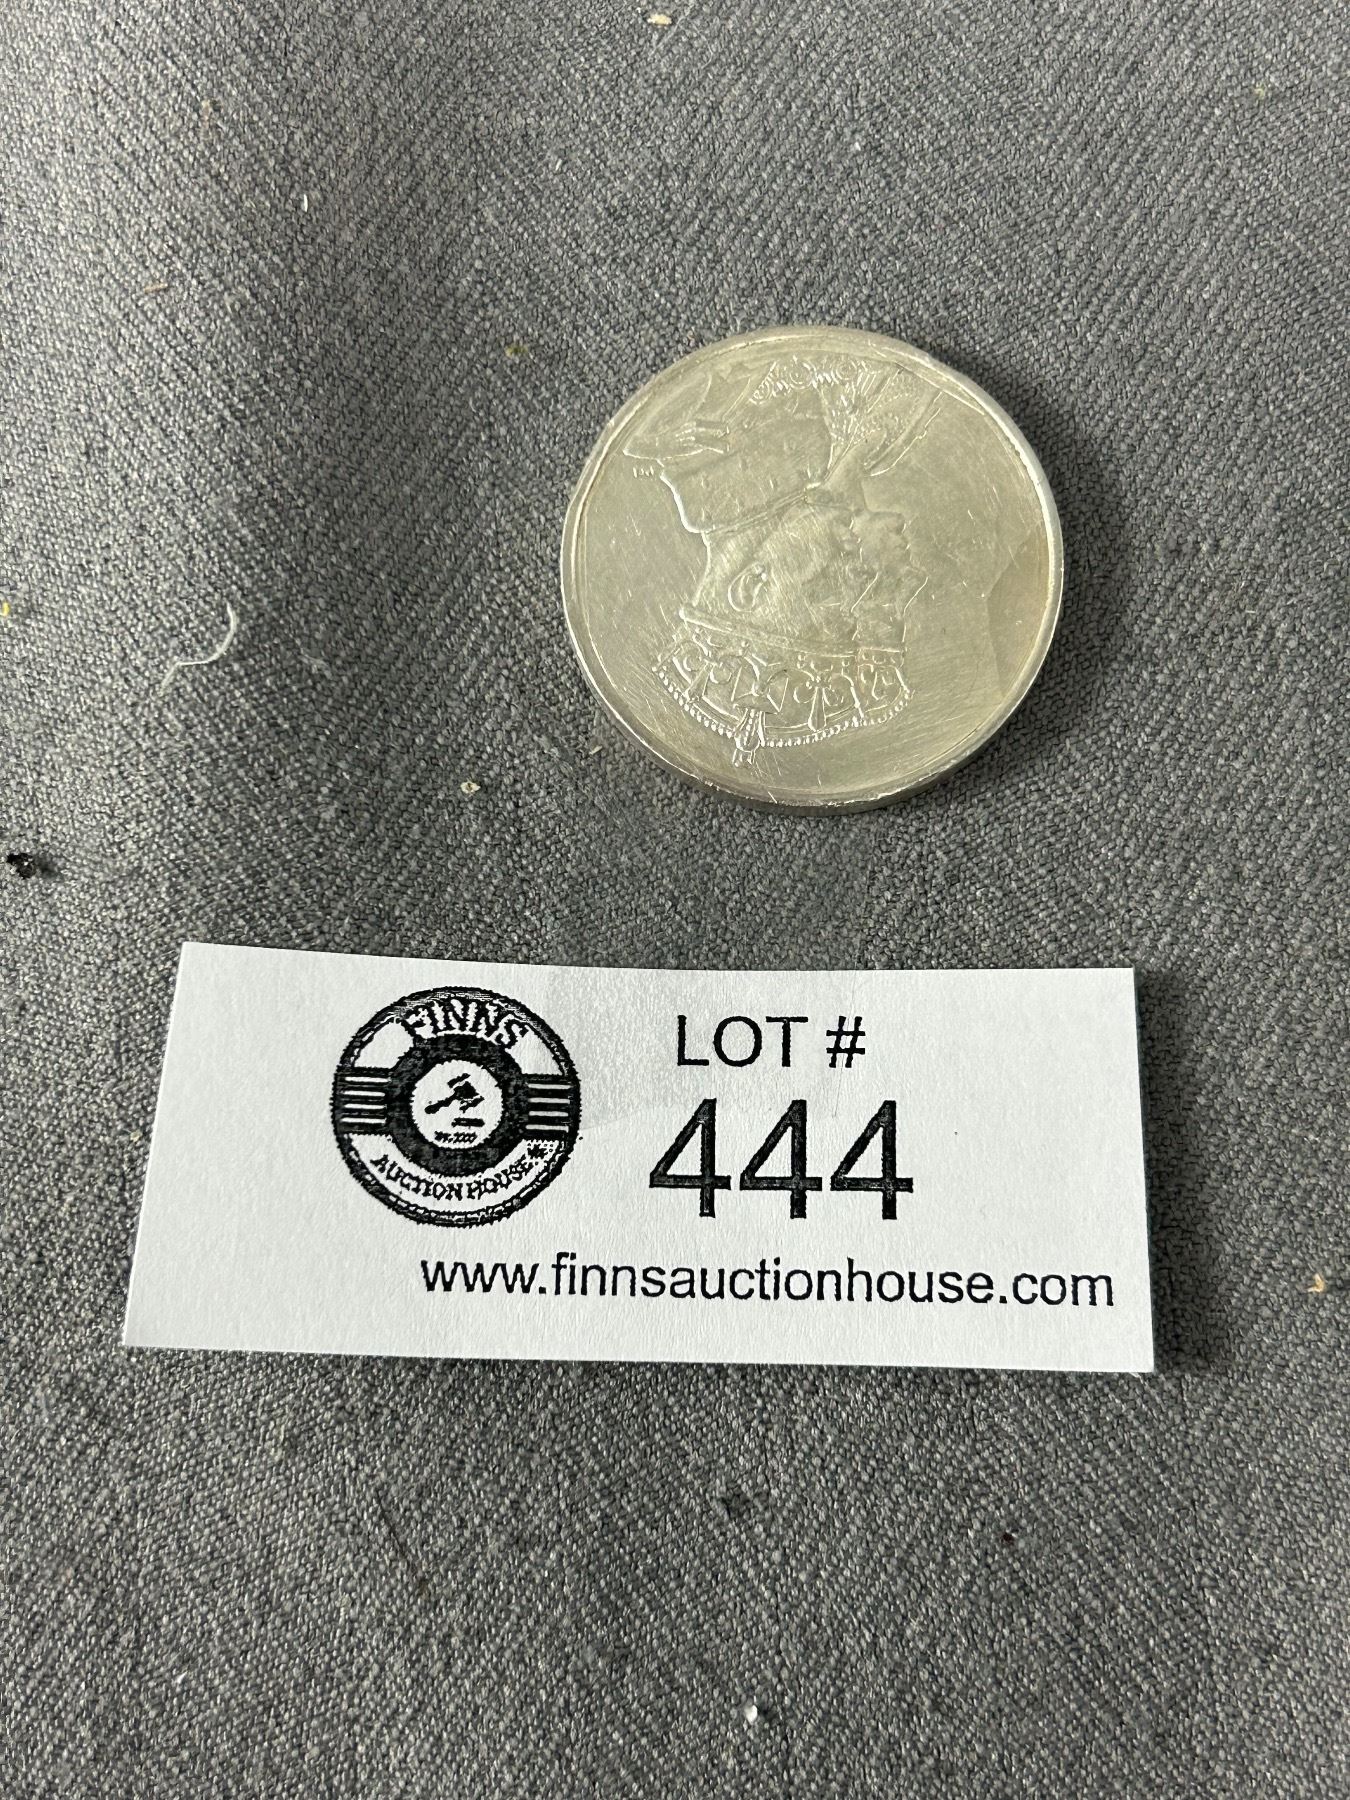 FINNS
AUCTION HOUSE
LOT #
444
www.finnsauctionhouse.com